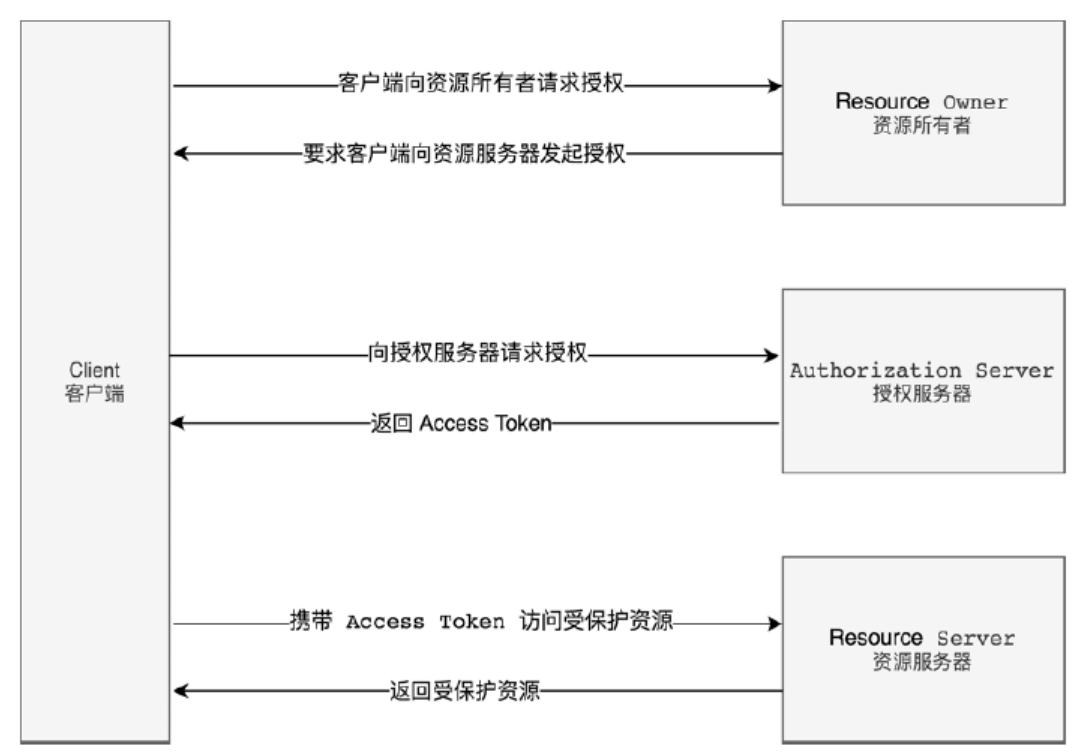 客户端向资源所有者请求授权
Resource Owner
资源所有者
要求客户端向资源服务器发起授权
向授权服务器请求授权
Client
客户端
Authorization Server
授权服务器
返回 Access Token
携带 Access Token 访问受保护资源
Resource Server
资源服务器
返回受保护资源